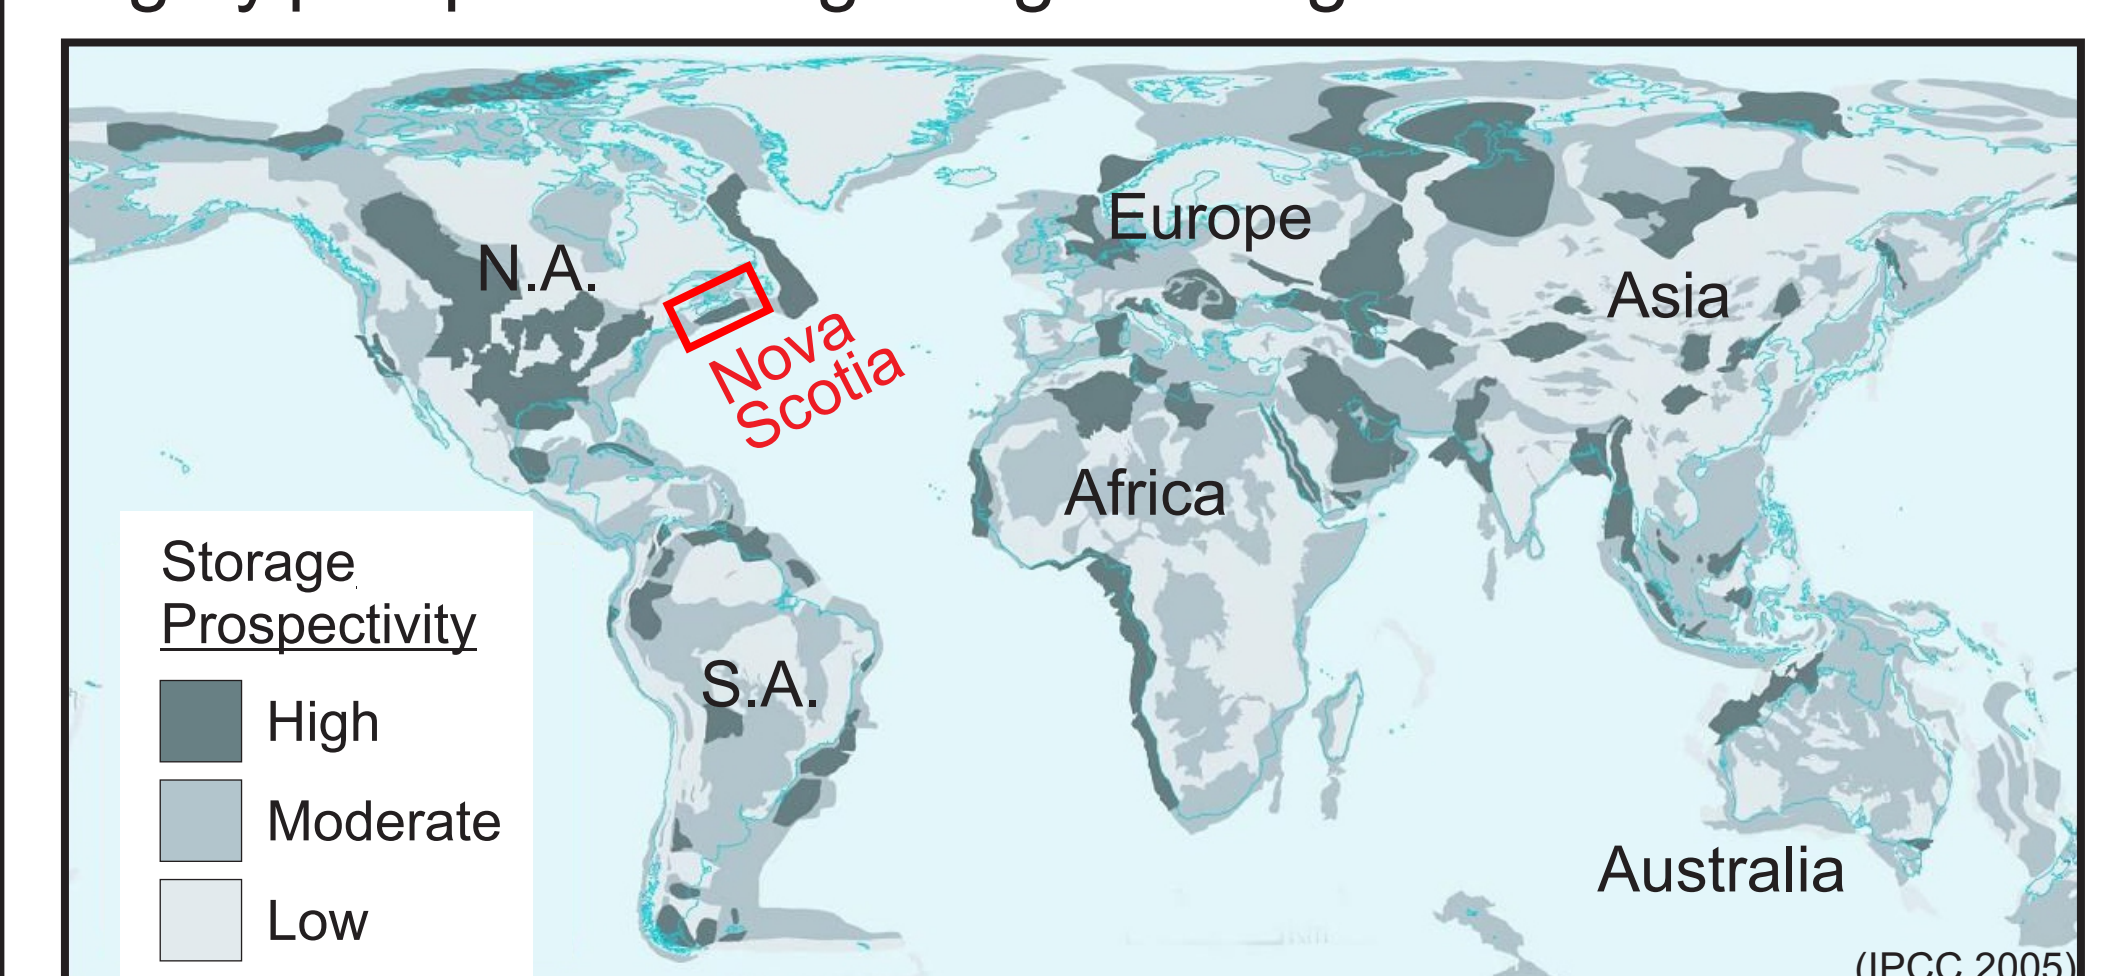 N.A.
Europe
Asia
Nova
Scotia
Africa
Storage
Prospectivity
S.A.
High
Moderate
Australia
Low
(IPCC 2005)